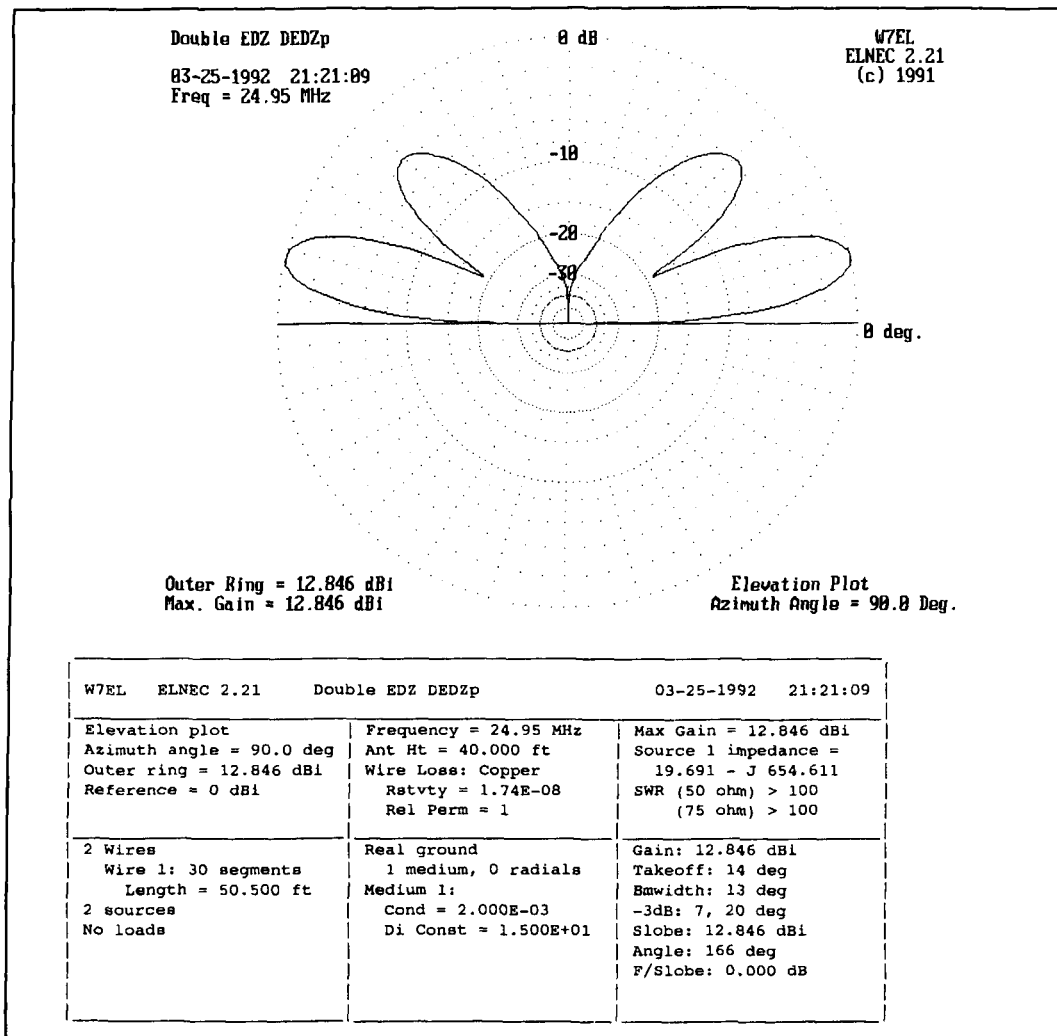 Double EDZ DEDZp
03-25-1992 21:21:09
Freq = 24.95 MHz
0 dB
W7EL
ELNEC 2.21
(c) 1991
-10
-20
-30
0 deg.
Outer Ring = 12.846 dBi
Max. Gain = 12.846 dBi
Elevation Plot
Azimuth Angle = 90.0 Deg.
W7EL ELNEC 2.21 Double EDZ DEDZp 03-25-1992 21:21:09
Elevation plot
Azimuth angle = 90.0 deg
Outer ring = 12.846 dBi
Reference = 0 dBi
Frequency = 24.95 MHz
Ant Ht = 40.000 ft
Wire Loss: Copper
Rstvty = 1.74E-08
Rel Perm = 1
Max Gain = 12.846 dBi
Source 1 impedance =
19.691 - J 654.611
SWR (50 ohm) > 100
(75 ohm) > 100
2 Wires
Wire 1: 30 segments
Length = 50.500 ft
2 sources
No loads
Real ground
1 medium, 0 radials
Medium 1:
Cond = 2.000E-03
Di Const = 1.500E+01
Gain: 12.846 dBi
Takeoff: 14 deg
Bmwidth: 13 deg
-3dB: 7, 20 deg
Slobe: 12.846 dBi
Angle: 166 deg
F/Slobe: 0.000 dB